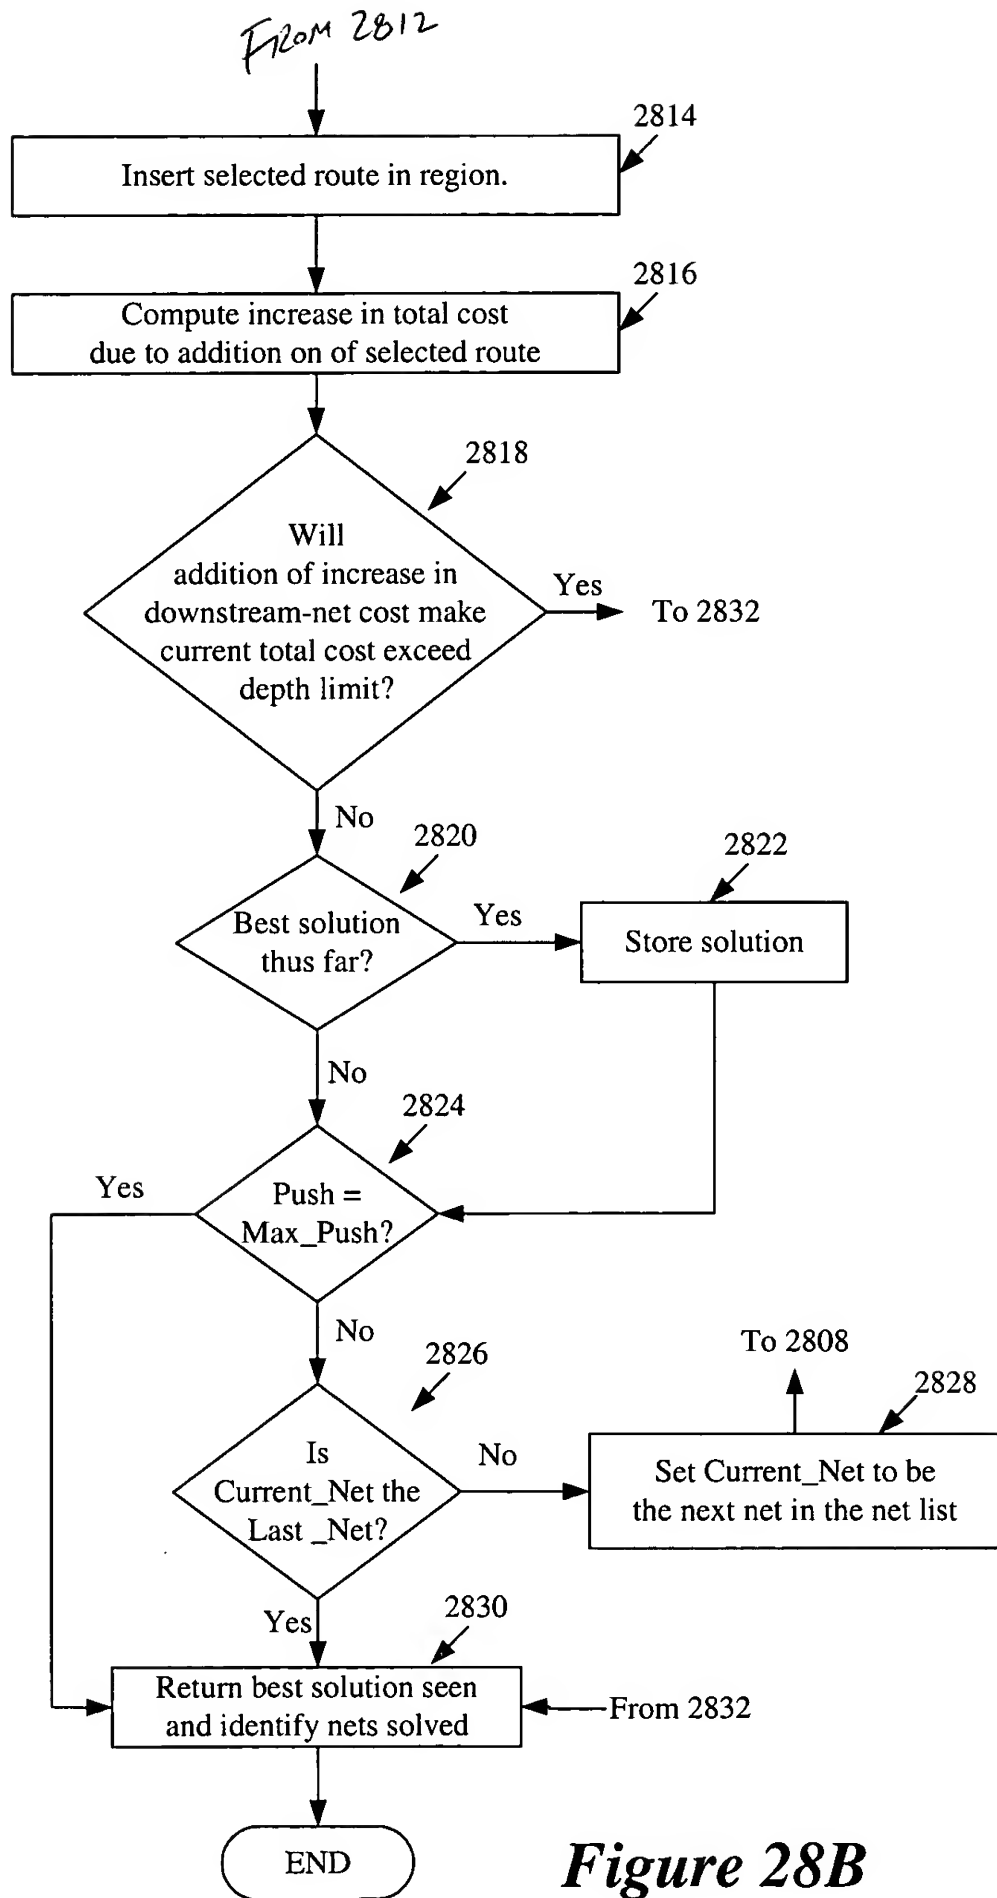 FROM 2812
2814
Insert selected route in region.
2816
Compute increase in total cost
due to addition on of selected route
2818
Will
addition of increase in
downstream-net cost make
current total cost exceed
depth limit?
Yes
To 2832
No
2820
Best solution
thus far?
Yes
2822
Store solution
No
2824
Push =
Max_Push?
Yes
No
2826
Is
Current_Net the
Last _Net?
No
To 2808
2828
Set Current_Net to be
the next net in the net list
Yes
2830
Return best solution seen
and identify nets solved
From 2832
END
Figure 28B